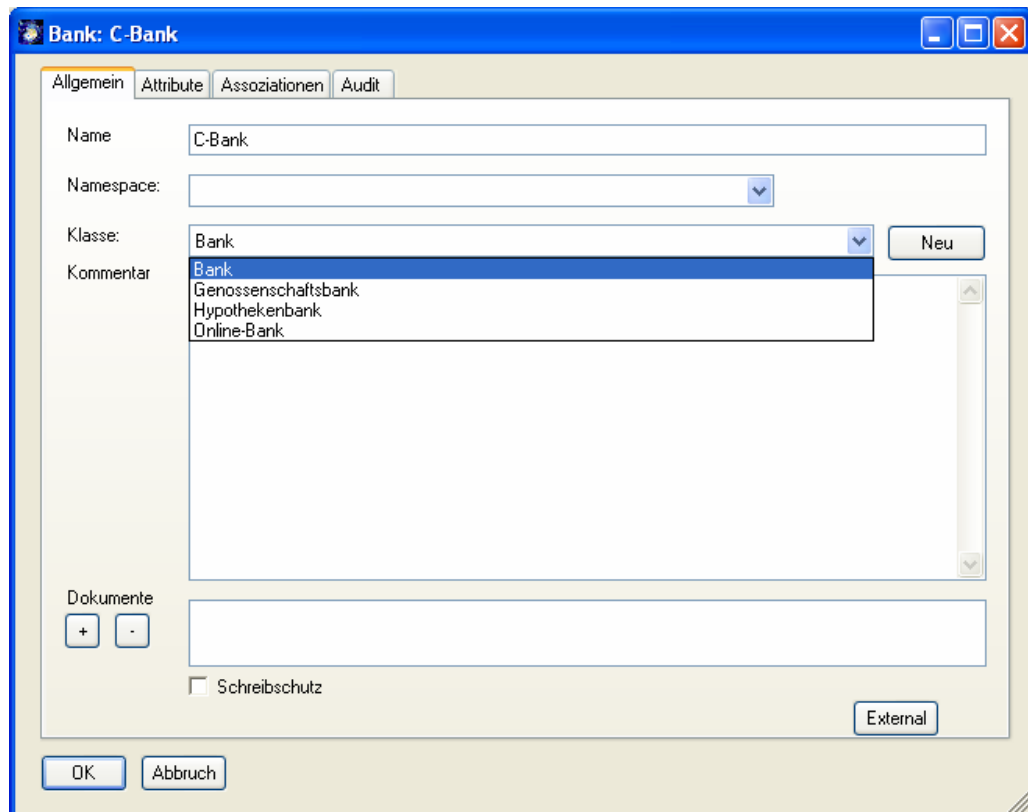 Bank: C-Bank
Allgemein Attribute Assoziationen Audit
Name C-Bank
Namespace:
Klasse: Bank Neu
Kommentar Bank
Genossenschaftsbank
Hypothekenbank
Online-Bank
Dokumente
+ -
Schreibschutz
External
OK Abbruch